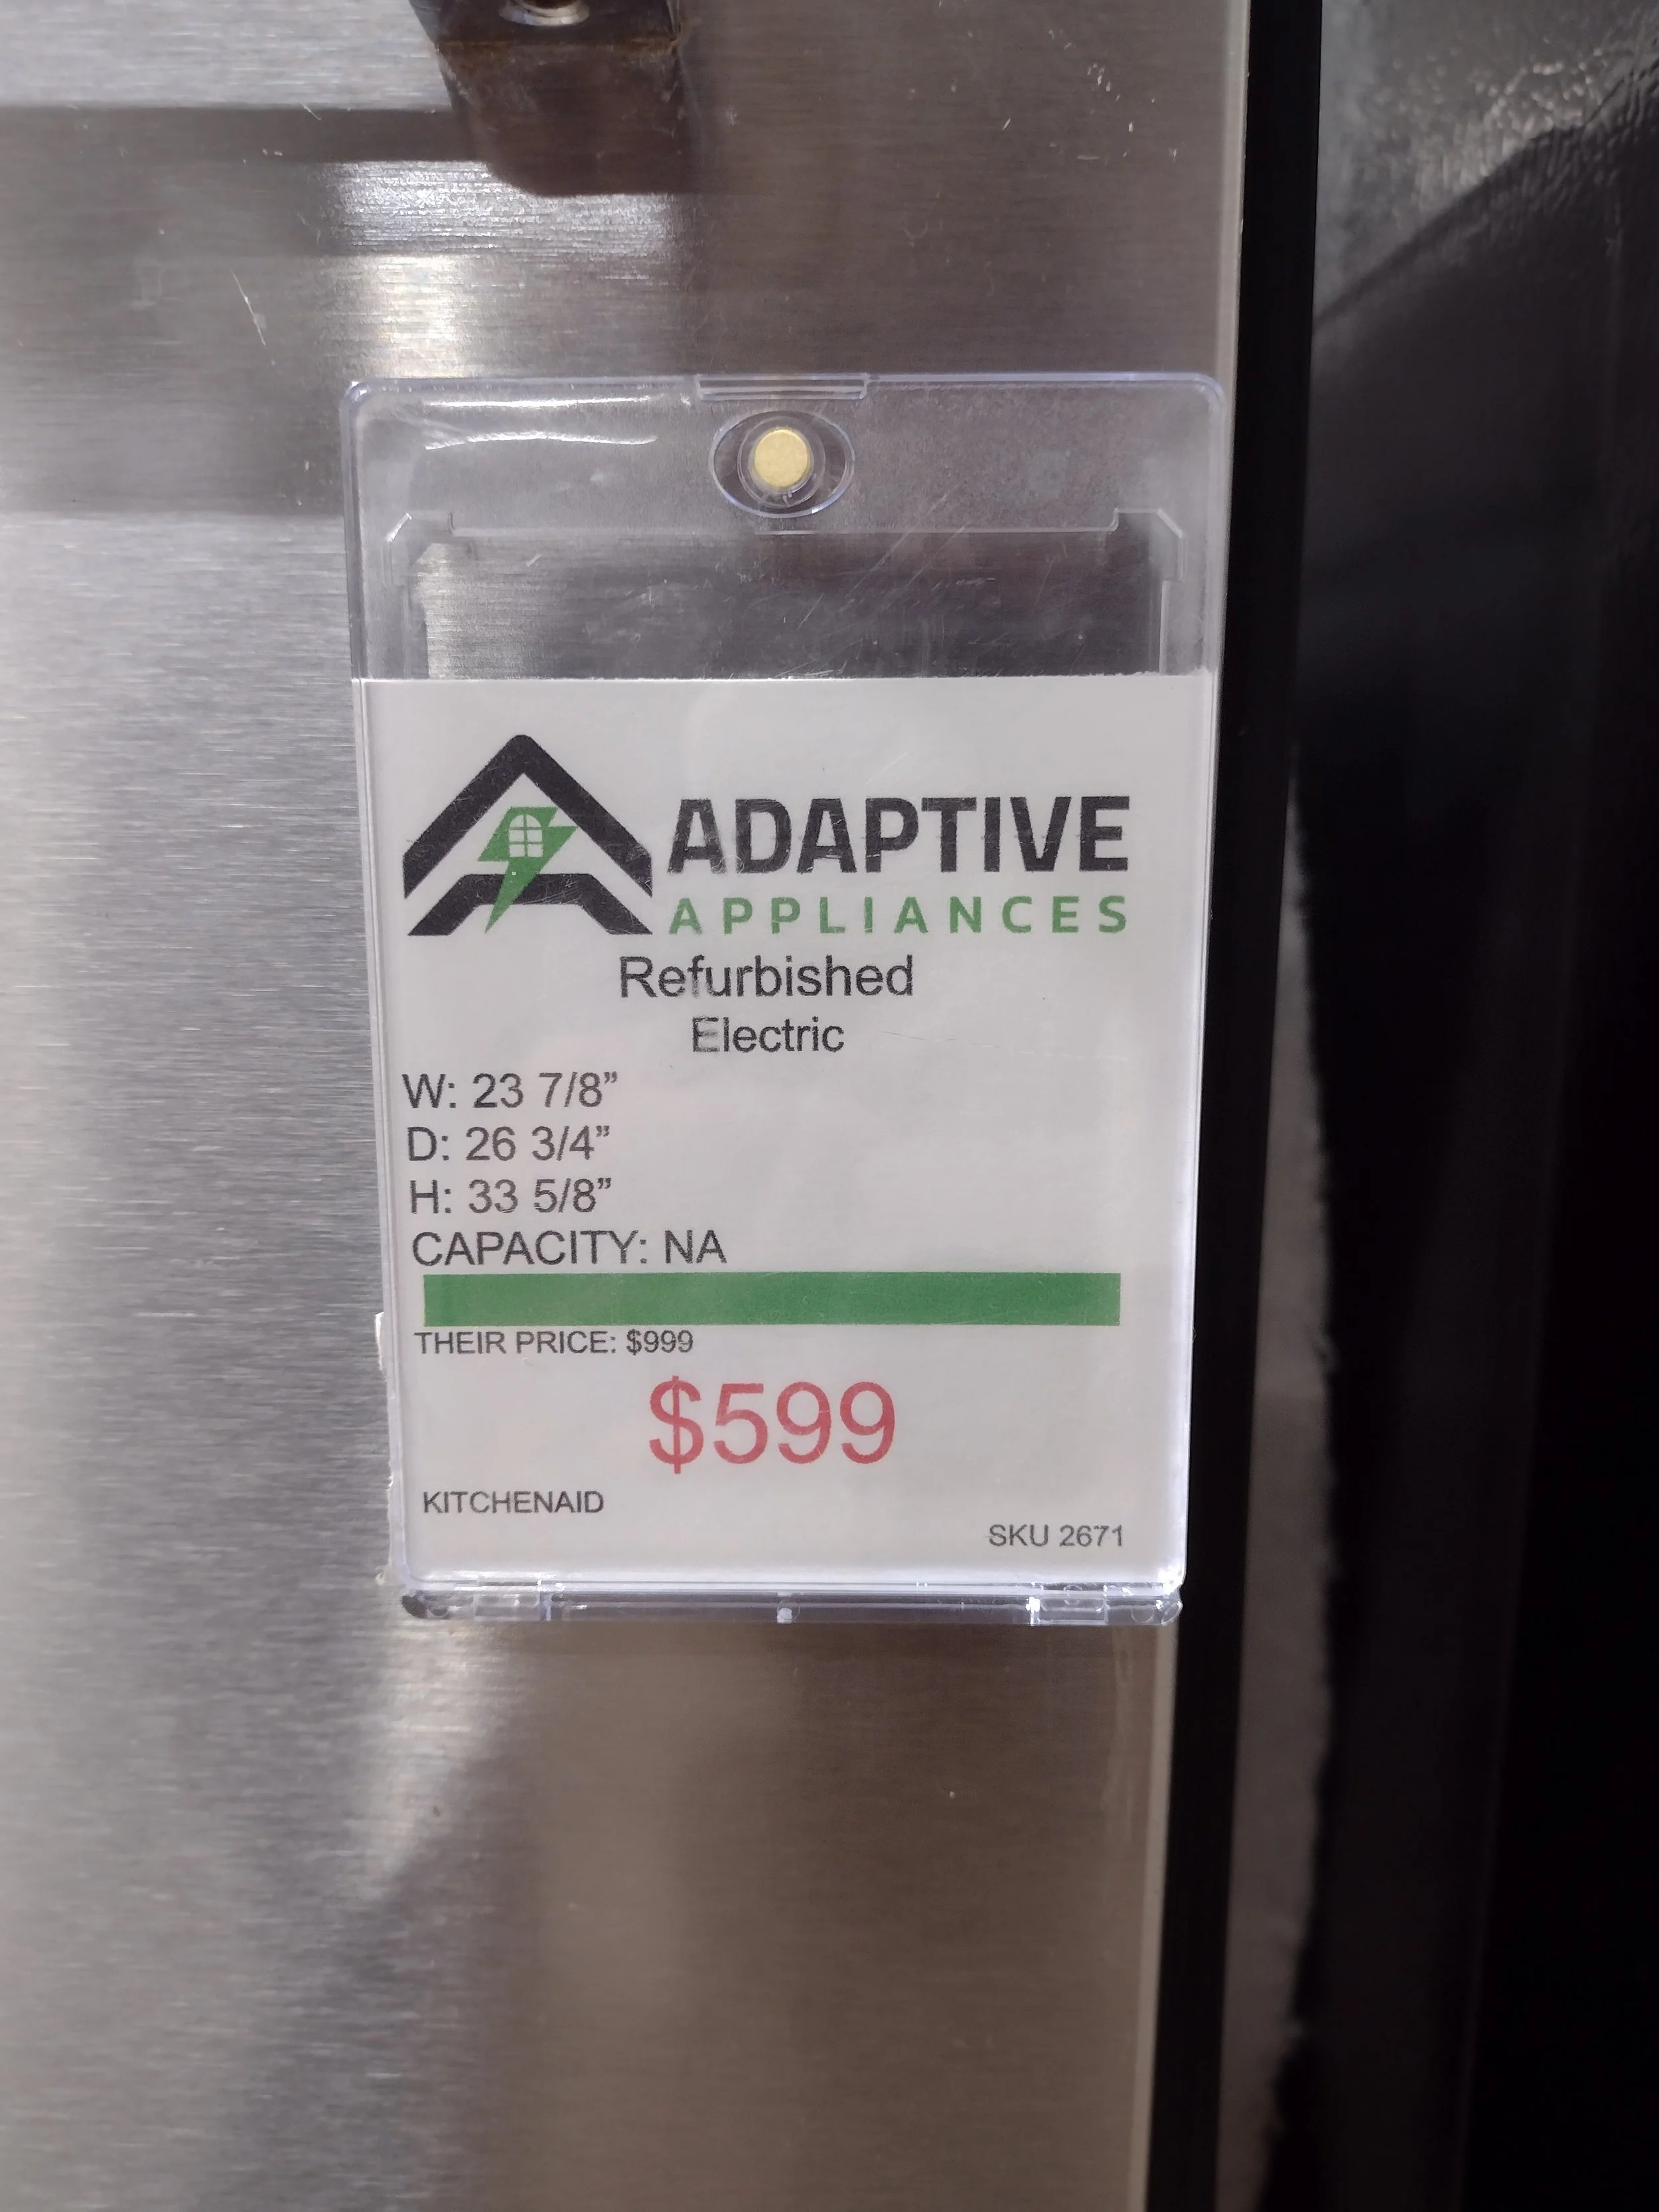 ADAPTIVE
APPLIANCES
Refurbished
Electric
W: 23 7/8”
D: 26 3/4”
H: 33 5/8”
CAPACITY: NA
THEIR PRICE: $999
$599
KITCHENAID
SKU 2671